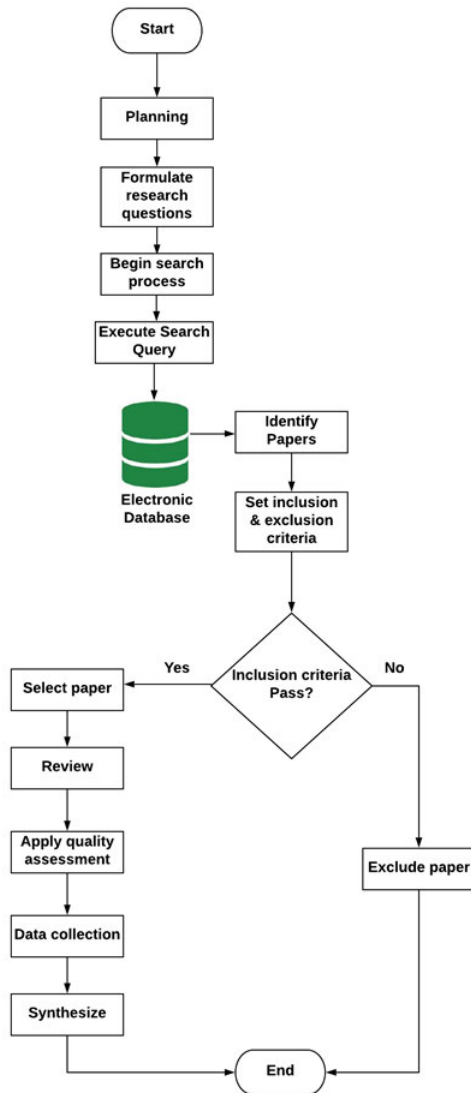 Start
Planning
Formulate
research
questions
Begin search
process
Execute Search
Query
Electronic
Database
Identify
Papers
Set inclusion
& exclusion
criteria
Inclusion criteria
Pass?
Yes
No
Select paper
Review
Apply quality
assessment
Data collection
Synthesize
Exclude paper
End